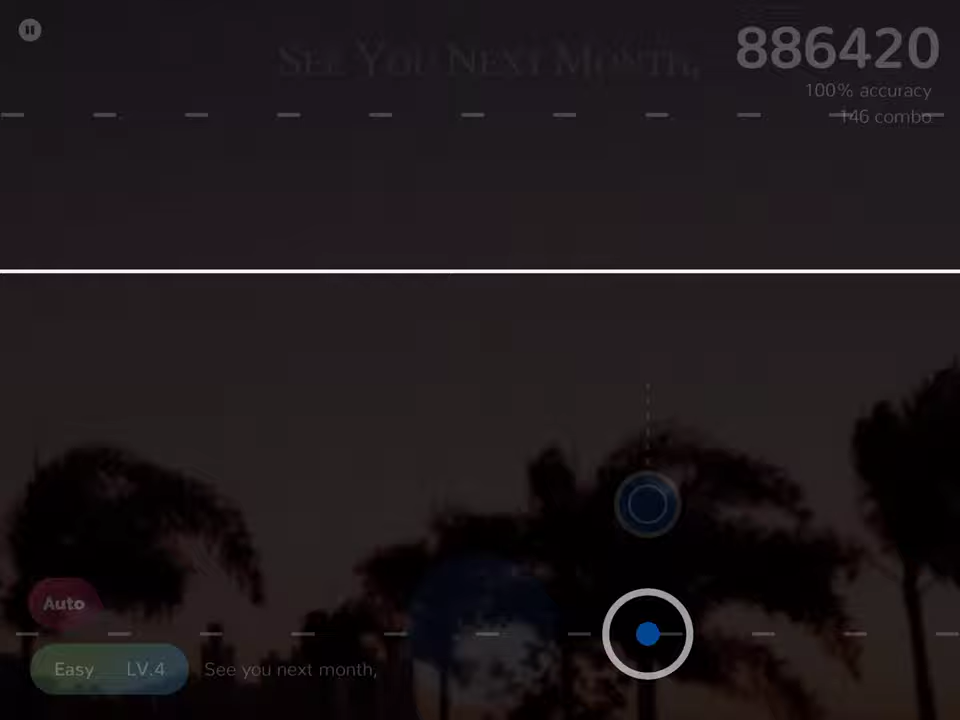 SEE YOU NEXT MONTH,
886420
100% accuracy
146 combo
Auto
Easy LV.4 See you next month,